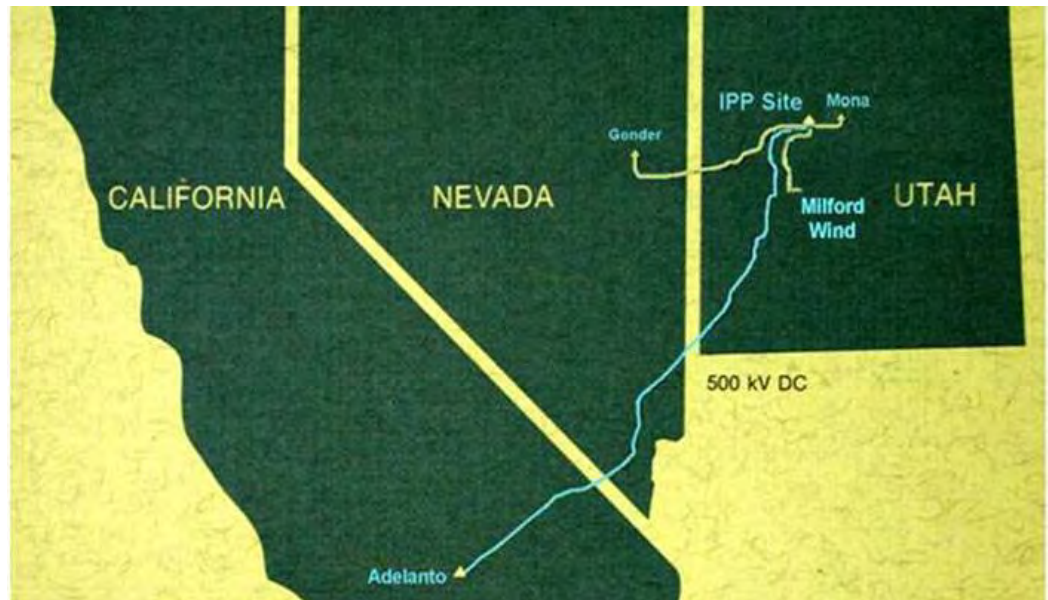 IPP Site
Mona
Gonder
CALIFORNIA
NEVADA
UTAH
Milford
Wind
500 kV DC
Adelanto